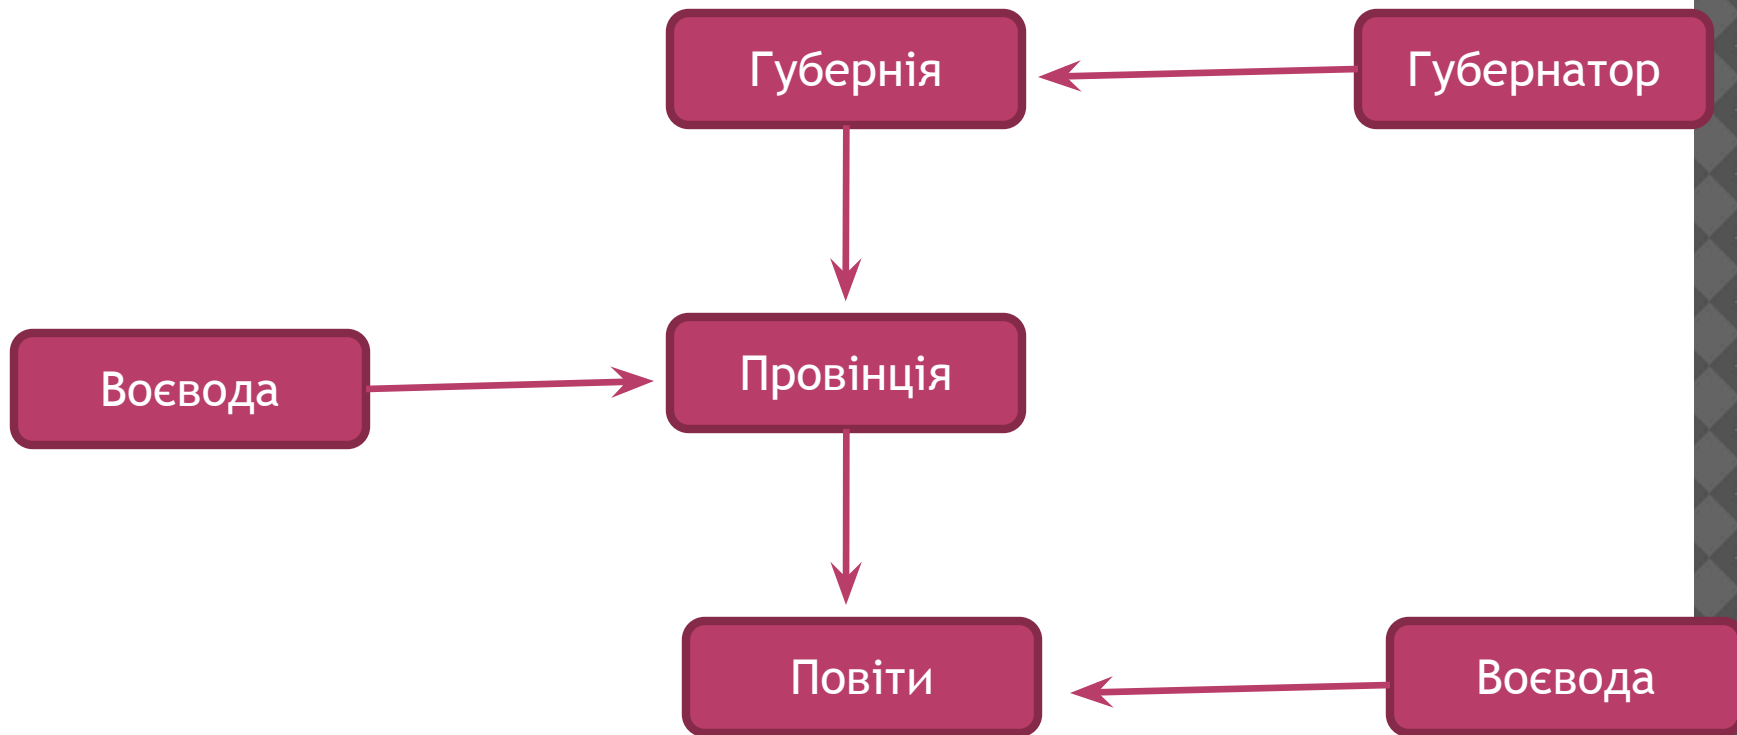 Губернія
Губернатор
Воєвода
Провінція
Повіти
Воєвода